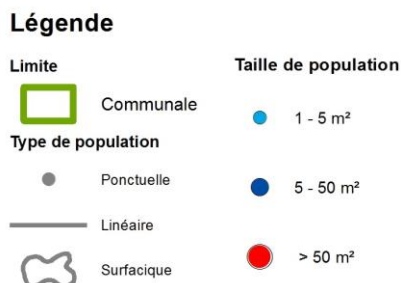 Légende
Limite
Communale
Type de population
Ponctuelle
Linéaire
Surfacique
Taille de population
1 - 5 m²
5 - 50 m²
> 50 m²